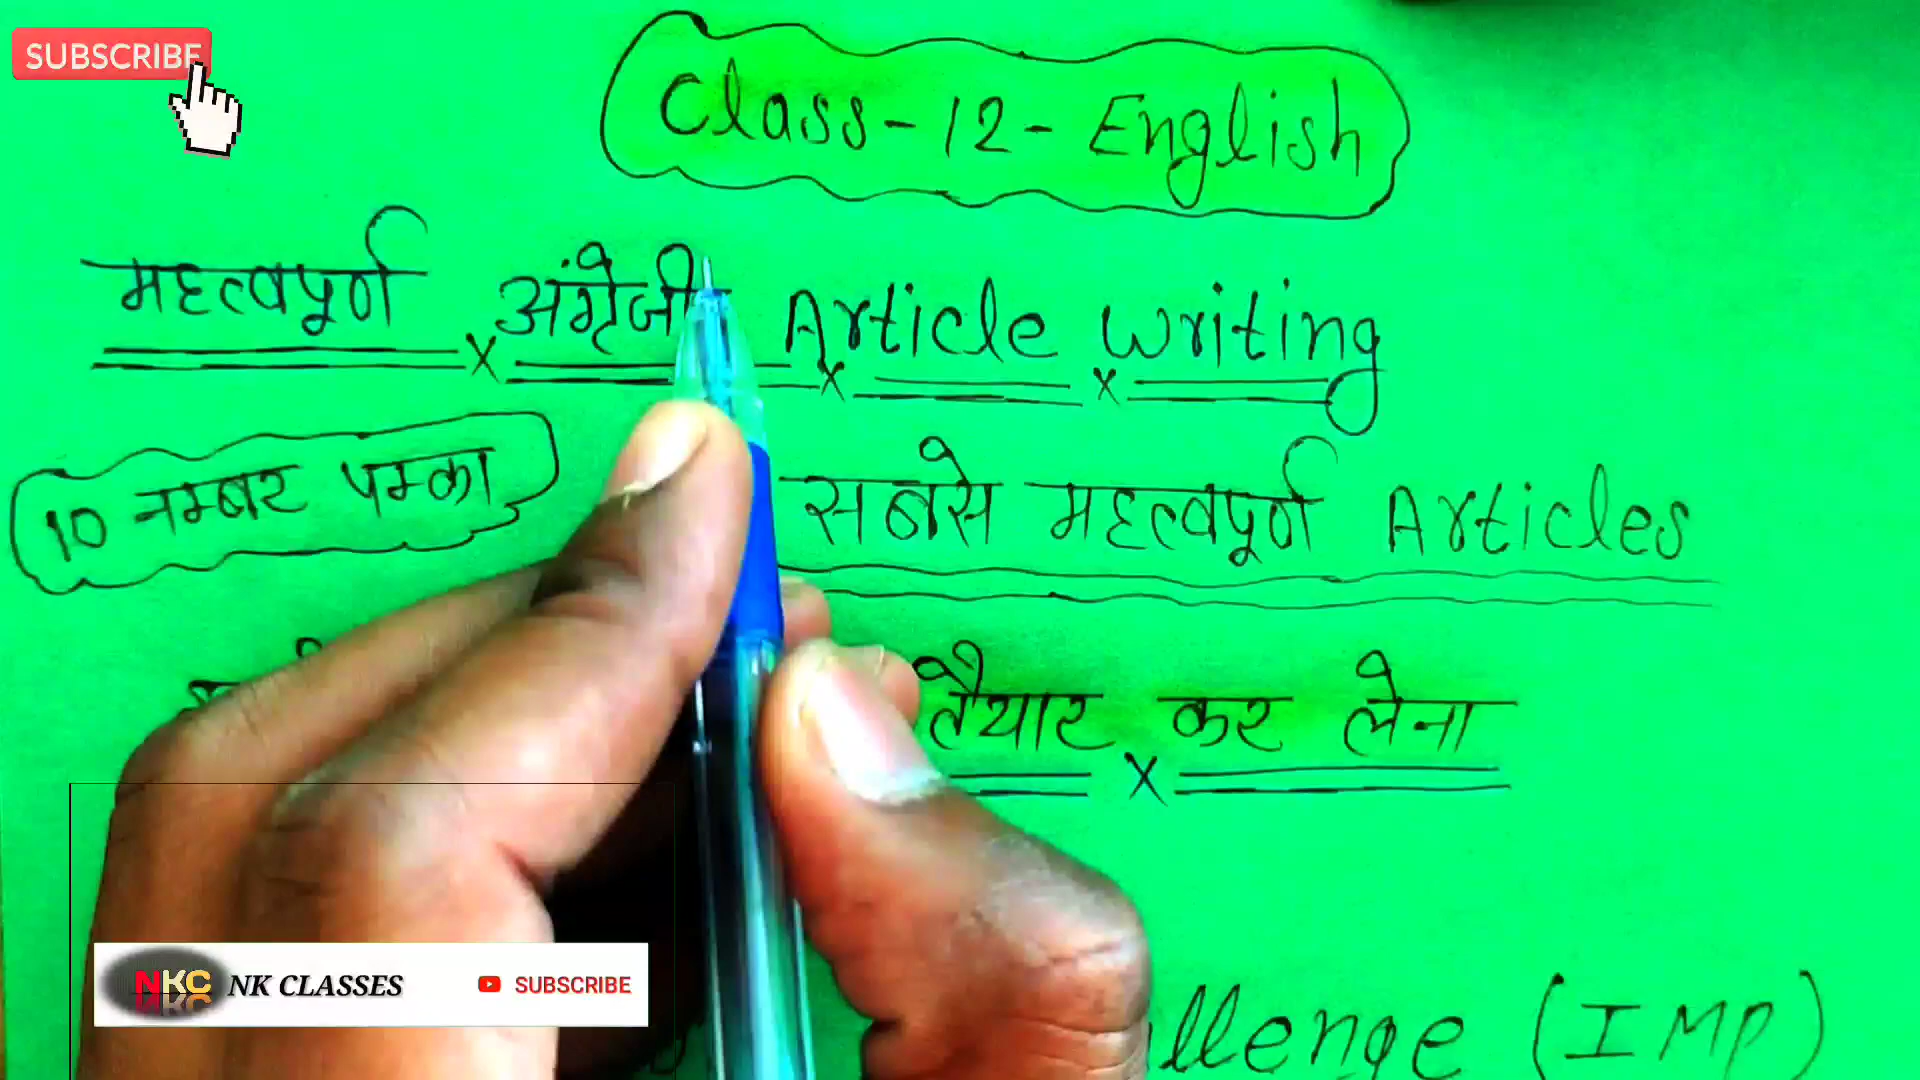 SUBSCRIBE
Class-12-English
महत्वपूर्ण अंग्रेजी Article writing
10 नम्बर पक्का
सबसे महत्वपूर्ण Articles
तैयार कर लेना
(IMP)
NKC NK CLASSES SUBSCRIBE